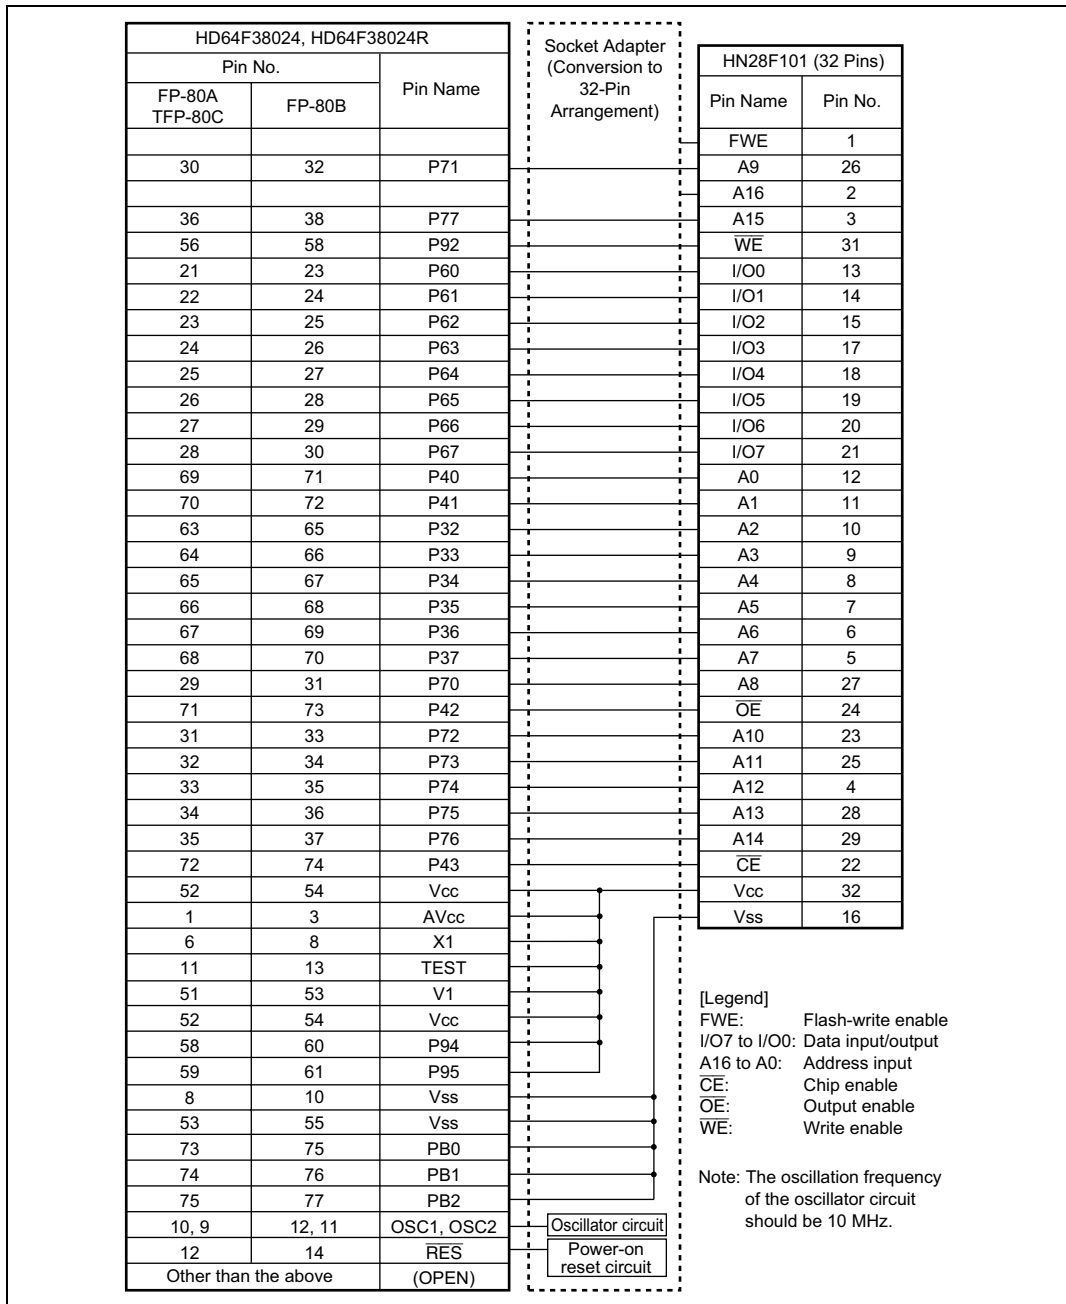 HD64F38024, HD64F38024R
Pin No.
Pin Name
FP-80A
TFP-80C
FP-80B
Socket Adapter
(Conversion to
32-Pin
Arrangement)
HN28F101 (32 Pins)
Pin Name Pin No.
FWE 1
30 32 P71 A9 26
A16 2
36 38 P77 A15 3
56 58 P92 W̅E̅ 31
21 23 P60 I/O0 13
22 24 P61 I/O1 14
23 25 P62 I/O2 15
24 26 P63 I/O3 17
25 27 P64 I/O4 18
26 28 P65 I/O5 19
27 29 P66 I/O6 20
28 30 P67 I/O7 21
69 71 P40 A0 12
70 72 P41 A1 11
63 65 P32 A2 10
64 66 P33 A3 9
65 67 P34 A4 8
66 68 P35 A5 7
67 69 P36 A6 6
68 70 P37 A7 5
29 31 P70 A8 27
71 73 P42 O̅E̅ 24
31 33 P72 A10 23
32 34 P73 A11 25
33 35 P74 A12 4
34 36 P75 A13 28
35 37 P76 A14 29
72 74 P43 C̅E̅ 22
52 54 Vcc Vcc 32
1 3 AVcc Vss 16
6 8 X1
11 13 TEST
51 53 V1
52 54 Vcc
58 60 P94
59 61 P95
8 10 Vss
53 55 Vss
73 75 PB0
74 76 PB1
75 77 PB2
10, 9 12, 11 OSC1, OSC2 Oscillator circuit
12 14 R̅E̅S̅ Power-on
reset circuit
Other than the above (OPEN)
[Legend]
FWE: Flash-write enable
I/O7 to I/O0: Data input/output
A16 to A0: Address input
C̅E̅: Chip enable
O̅E̅: Output enable
W̅E̅: Write enable
Note: The oscillation frequency
of the oscillator circuit
should be 10 MHz.